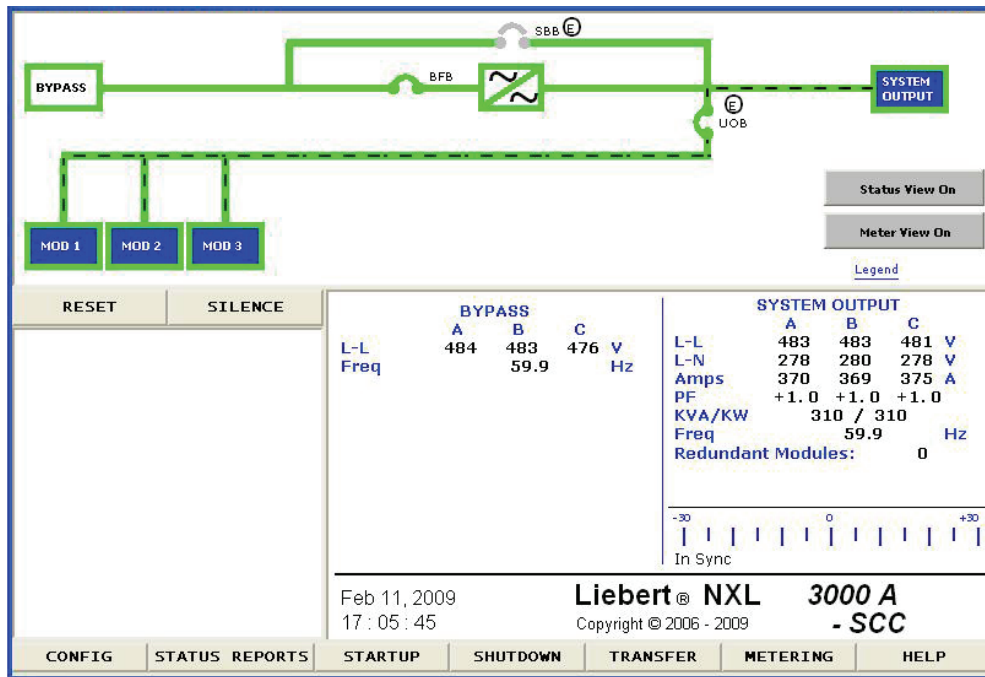 SBB E
BYPASS
BFB
SYSTEM
OUTPUT
E
UOB
Status View On
MOD 1 MOD 2 MOD 3
Meter View On
Legend
RESET SILENCE
BYPASS
A B C
L-L 484 483 476 V
Freq 59.9 Hz
SYSTEM OUTPUT
A B C
L-L 483 483 481 V
L-N 278 280 278 V
Amps 370 369 375 A
PF +1.0 +1.0 +1.0
KVA/KW 310 / 310
Freq 59.9 Hz
Redundant Modules: 0
-30 0 +30
In Sync
Feb 11, 2009
17 : 05 : 45
Liebert ® NXL
Copyright © 2006 - 2009
3000 A
- SCC
CONFIG STATUS REPORTS STARTUP SHUTDOWN TRANSFER METERING HELP